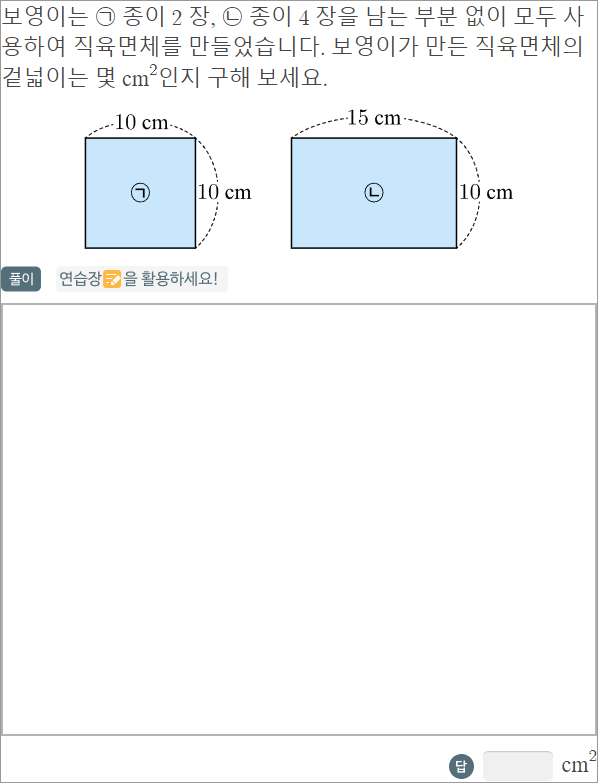 보영이는 ㉠ 종이 2 장, ㉡ 종이 4 장을 남는 부분 없이 모두 사
용하여 직육면체를 만들었습니다. 보영이가 만든 직육면체의
겉넓이는 몇 cm²인지 구해 보세요.
10 cm 15 cm
㉠ 10 cm ㉡ 10 cm
풀이 연습장을 활용하세요!
답 cm²